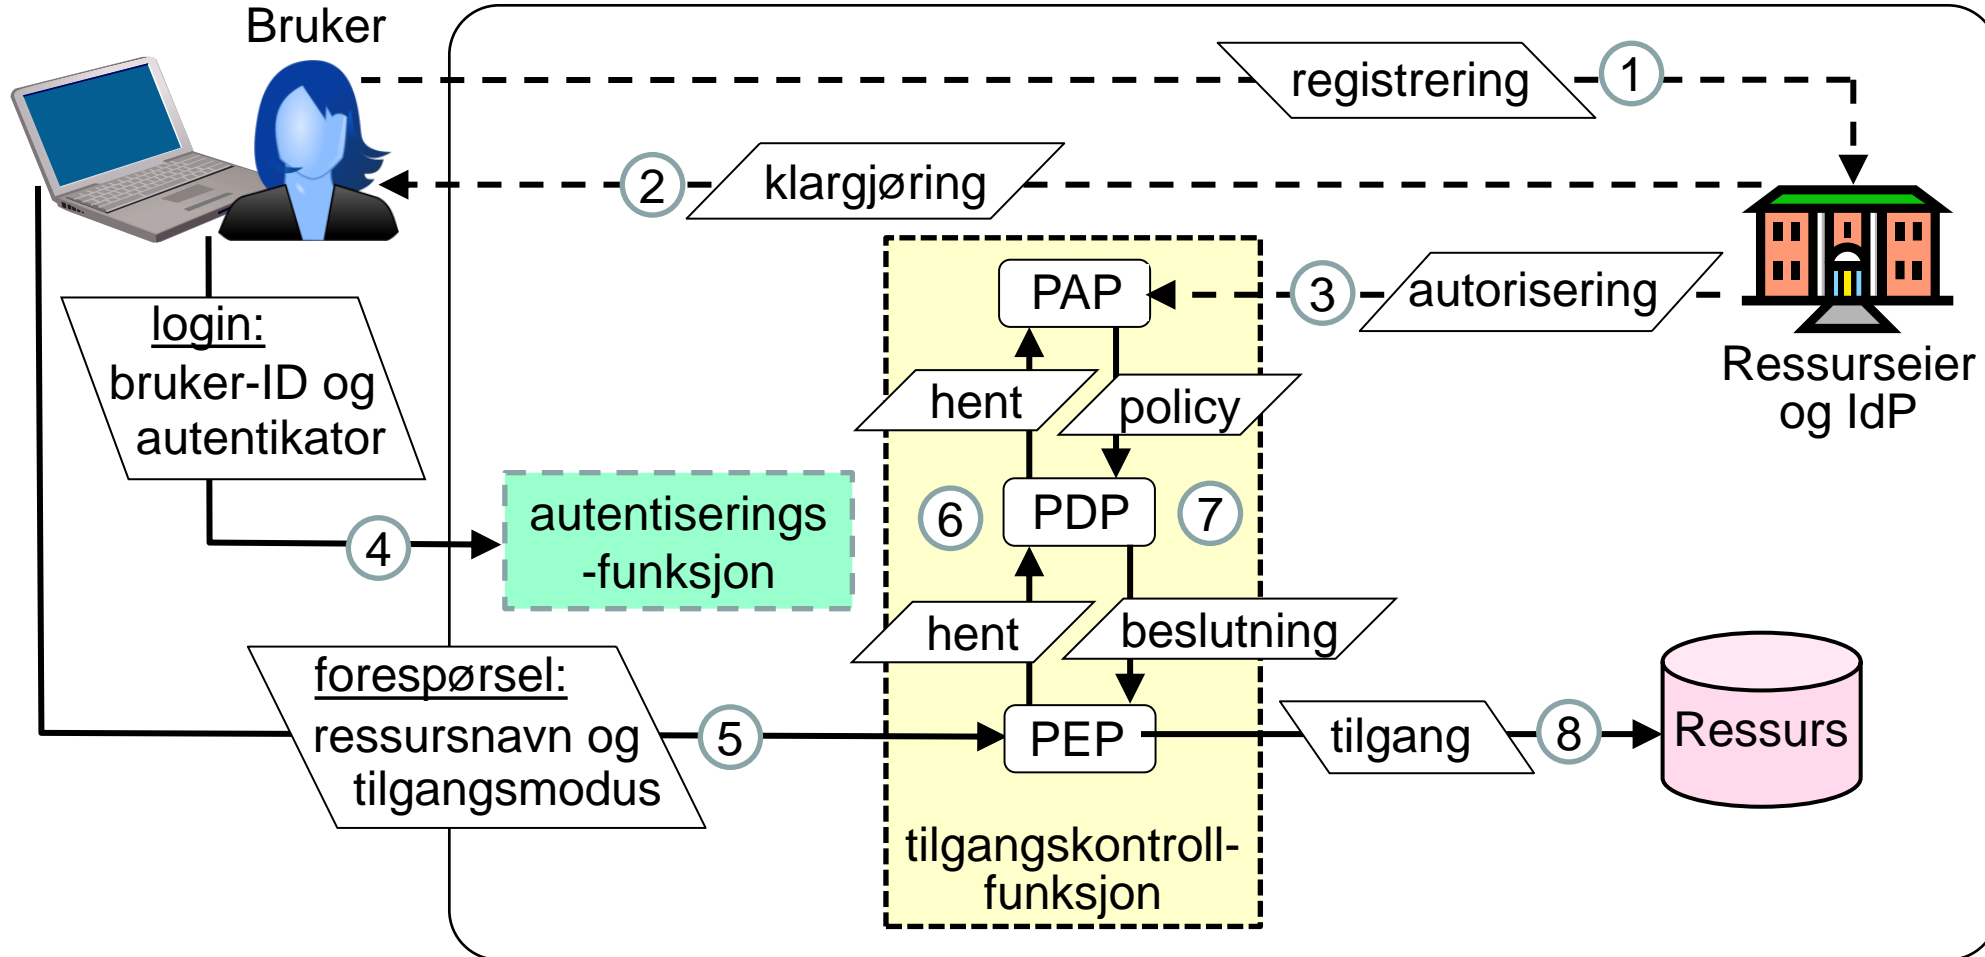 Bruker
registrering
1
2
klargjøring
PAP
3
autorisering
login:
bruker-ID og
autentikator
Ressurseier
og IdP
hent
policy
autentiserings
-funksjon
4
6
PDP
7
hent
beslutning
forespørsel:
ressursnavn og
tilgangsmodus
5
PEP
tilgang
8
Ressurs
tilgangskontroll-
funksjon